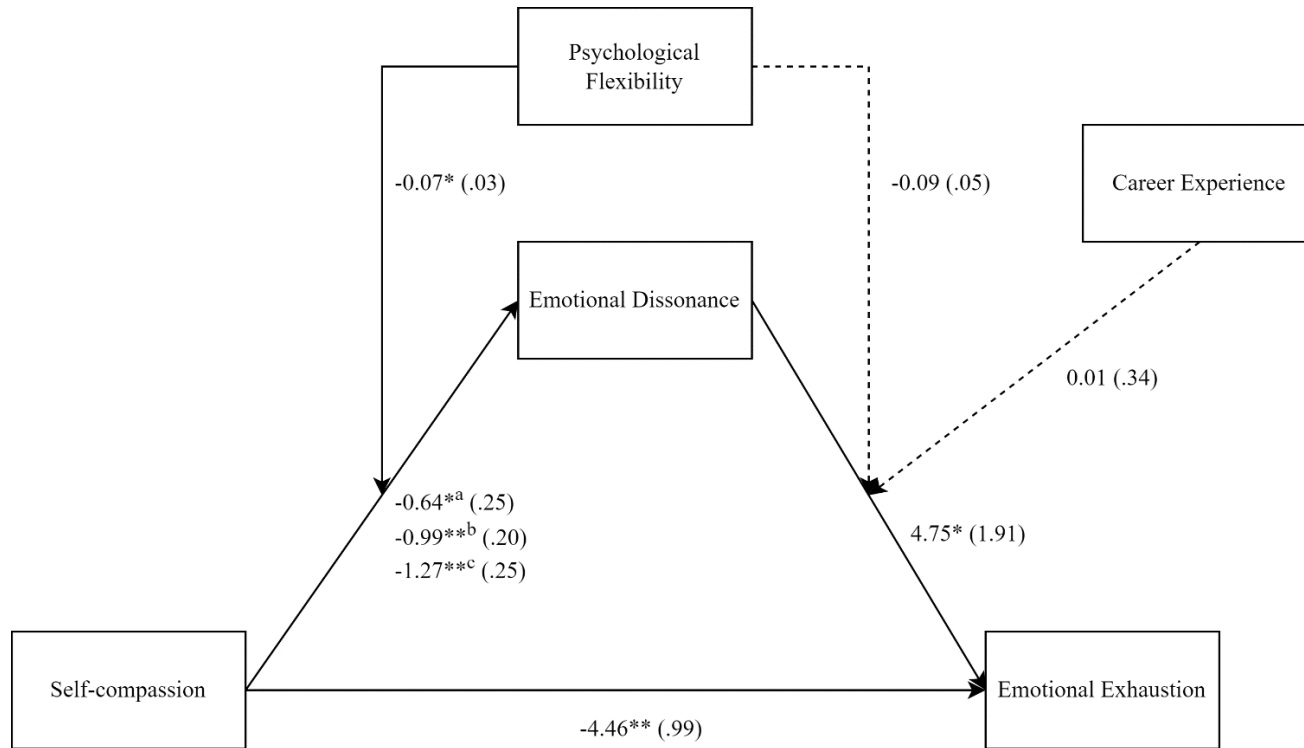 Psychological
Flexibility
-0.07* (.03)
-0.09 (.05)
Career Experience
Emotional Dissonance
0.01 (.34)
-0.64*a (.25)
-0.99**b (.20)
-1.27**c (.25)
4.75* (1.91)
Self-compassion
Emotional Exhaustion
-4.46** (.99)